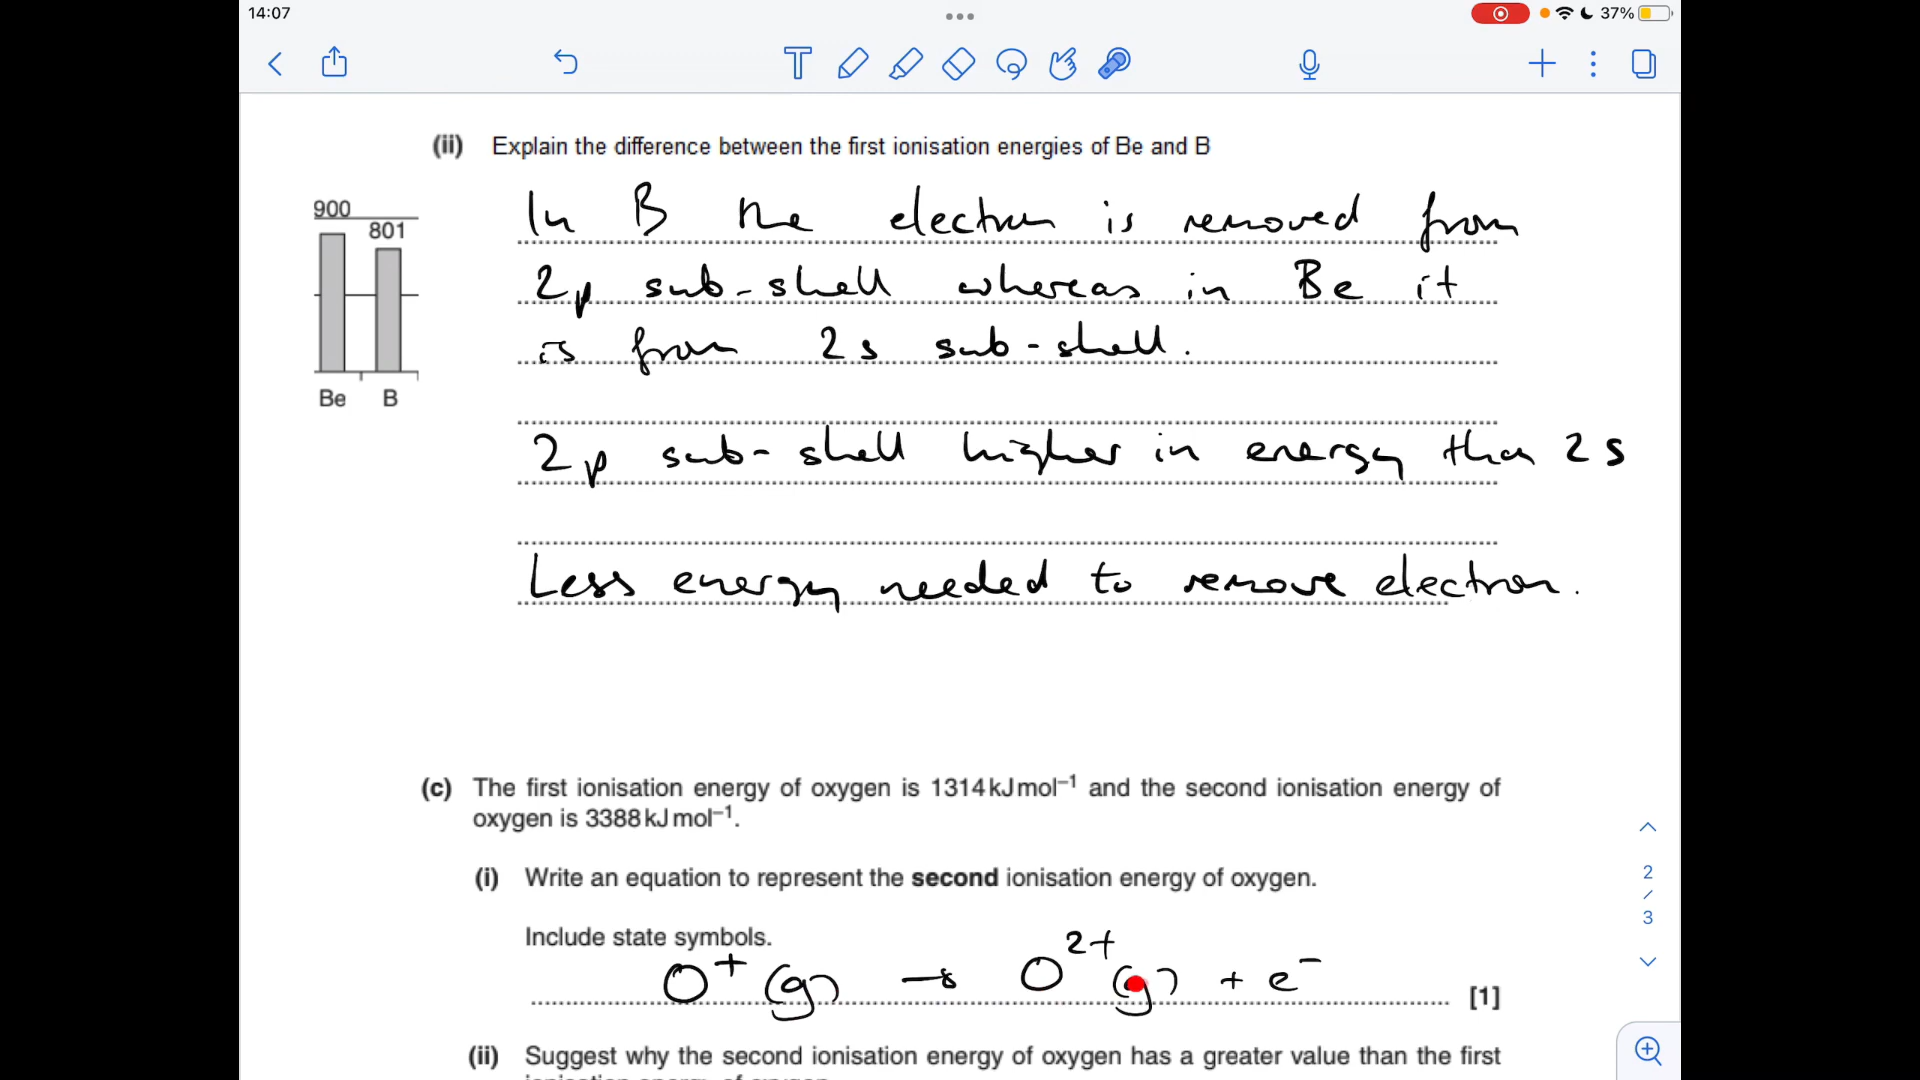 14:07
37%
(ii) Explain the difference between the first ionisation energies of Be and B
900
801
Be B
In B the electron is removed from
2p sub-shell whereas in Be it
is from 2s sub-shell.
2p sub-shell higher in energy than 2s
Less energy needed to remove electron.
(c) The first ionisation energy of oxygen is 1314 kJ mol⁻¹ and the second ionisation energy of
oxygen is 3388 kJ mol⁻¹.
(i) Write an equation to represent the second ionisation energy of oxygen.
Include state symbols.
O⁺ (g) → O²⁺ (g) + e⁻
[1]
(ii) Suggest why the second ionisation energy of oxygen has a greater value than the first
2
/
3